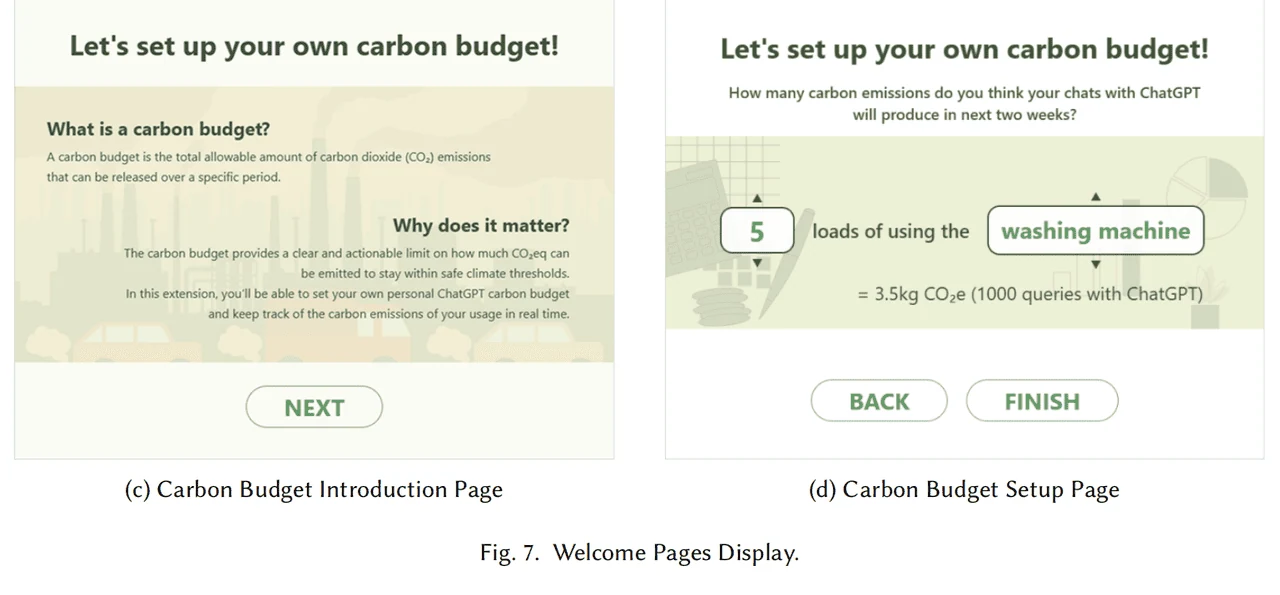 Let's set up your own carbon budget!
What is a carbon budget?
A carbon budget is the total allowable amount of carbon dioxide (CO₂) emissions
that can be released over a specific period.
Why does it matter?
The carbon budget provides a clear and actionable limit on how much CO₂eq can
be emitted to stay within safe climate thresholds.
In this extension, you'll be able to set your own personal ChatGPT carbon budget
and keep track of the carbon emissions of your usage in real time.
NEXT
(c) Carbon Budget Introduction Page
Let's set up your own carbon budget!
How many carbon emissions do you think your chats with ChatGPT
will produce in next two weeks?
5 loads of using the washing machine
= 3.5kg CO₂e (1000 queries with ChatGPT)
BACK FINISH
(d) Carbon Budget Setup Page
Fig. 7. Welcome Pages Display.